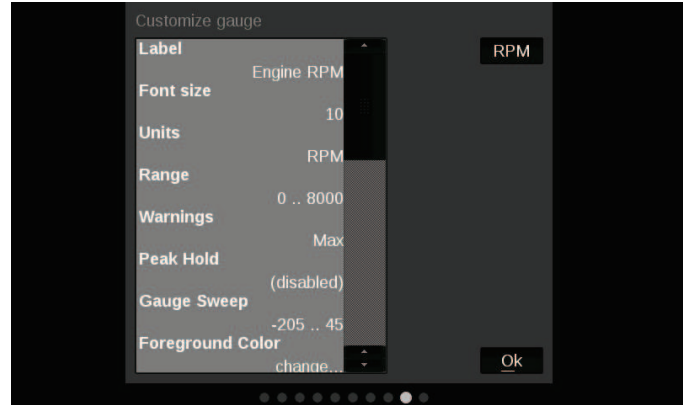 Customize gauge
Label
Engine RPM
Font size
10
Units
RPM
Range
0 .. 8000
Warnings
Max
Peak Hold
(disabled)
Gauge Sweep
-205 .. 45
Foreground Color
change...
RPM
Ok